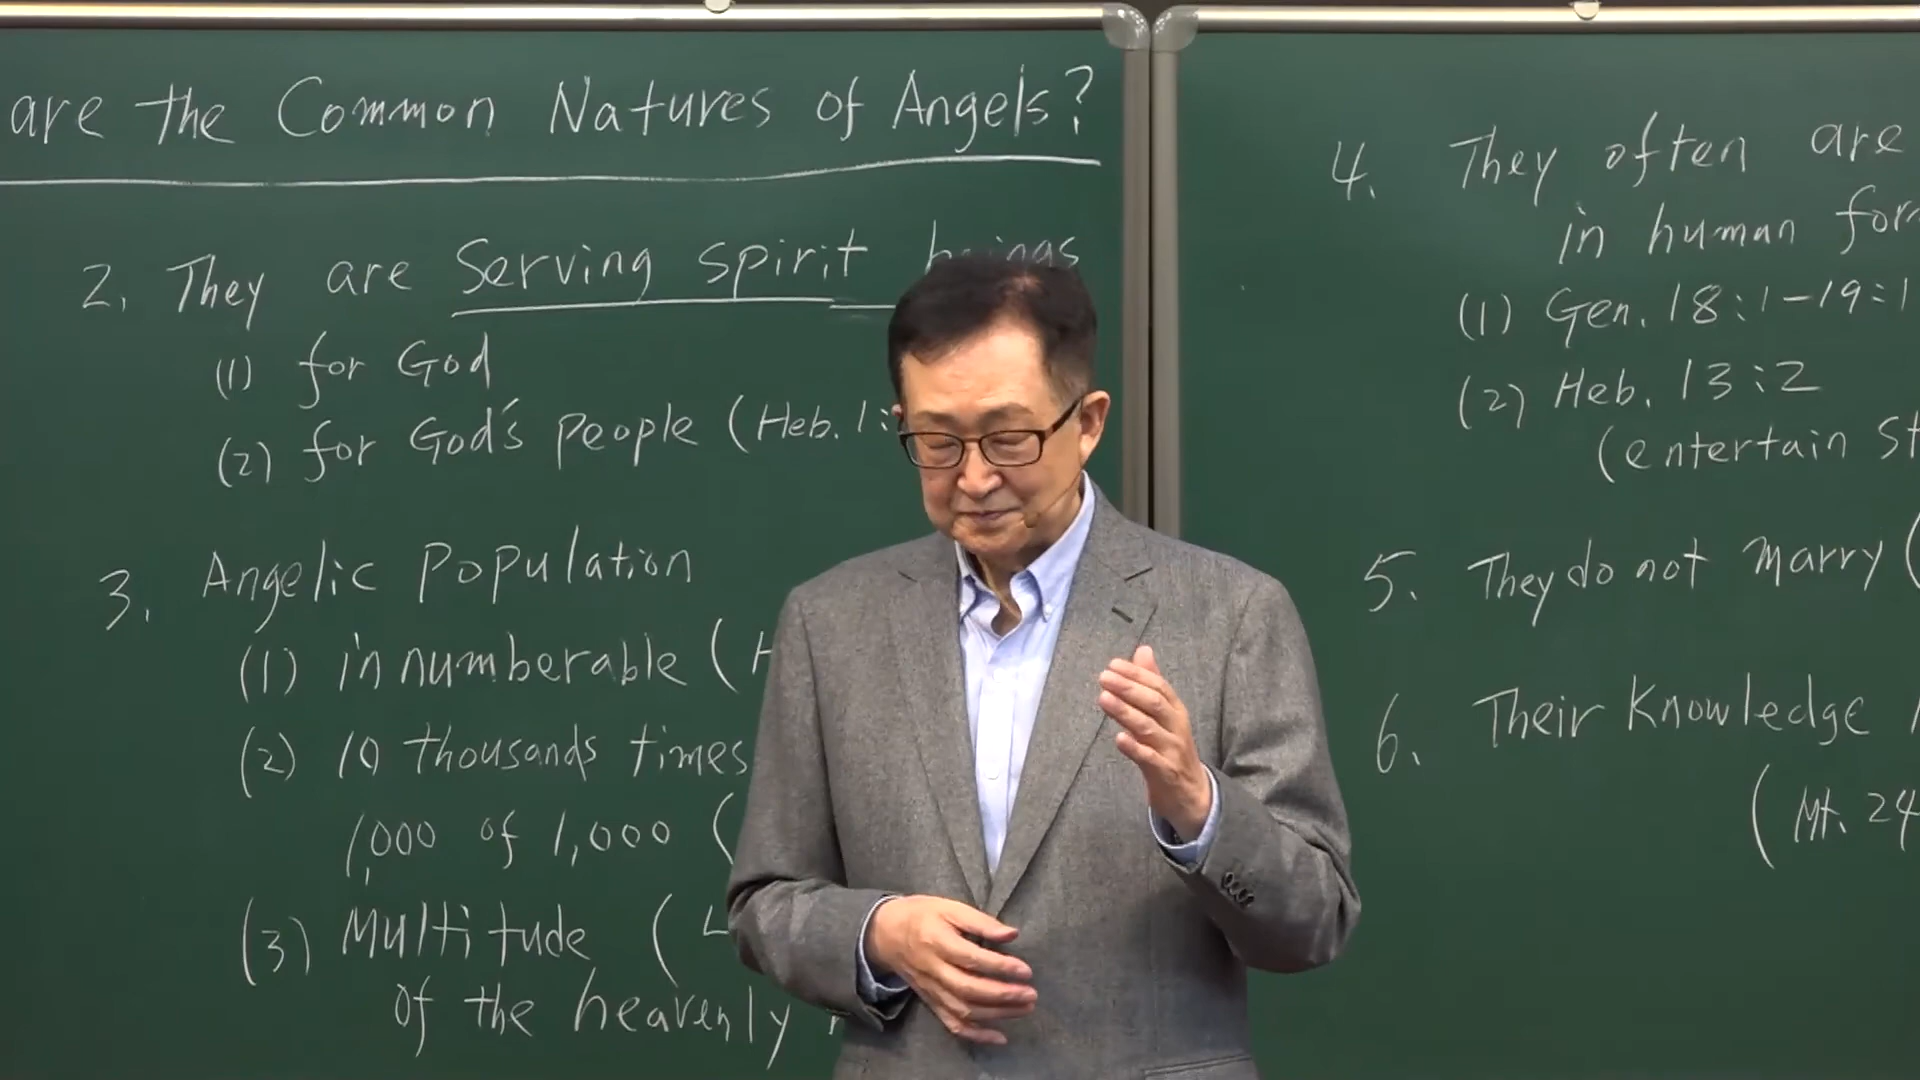 are the Common Natures of Angels?
2. They are Serving spirit beings
(1) for God
(2) for God's people (Heb. 1:
3. Angelic Population
(1) innumberable (H
(2) 10 thousands times
1,000 of 1,000 (
(3) Multitude (L
of the heavenly
4. They often are
in human for
(1) Gen. 18:1-19:1
(2) Heb. 13:2
(entertain st
5. They do not marry (
6. Their Knowledge
(Mt. 24